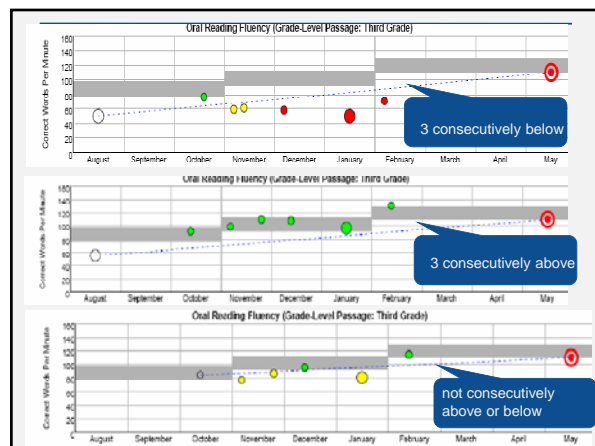 Oral Reading Fluency (Grade-Level Passage: Third Grade)
Correct Words Per Minute
160
140
120
100
80
60
40
20
0
August September October November December January February March April May
3 consecutively below
Oral Reading Fluency (Grade-Level Passage: Third Grade)
Correct Words Per Minute
160
140
120
100
80
60
40
20
0
August September October November December January February March April May
3 consecutively above
Oral Reading Fluency (Grade-Level Passage: Third Grade)
Correct Words Per Minute
160
140
120
100
80
60
40
20
0
August September October November December January February March April May
not consecutively
above or below